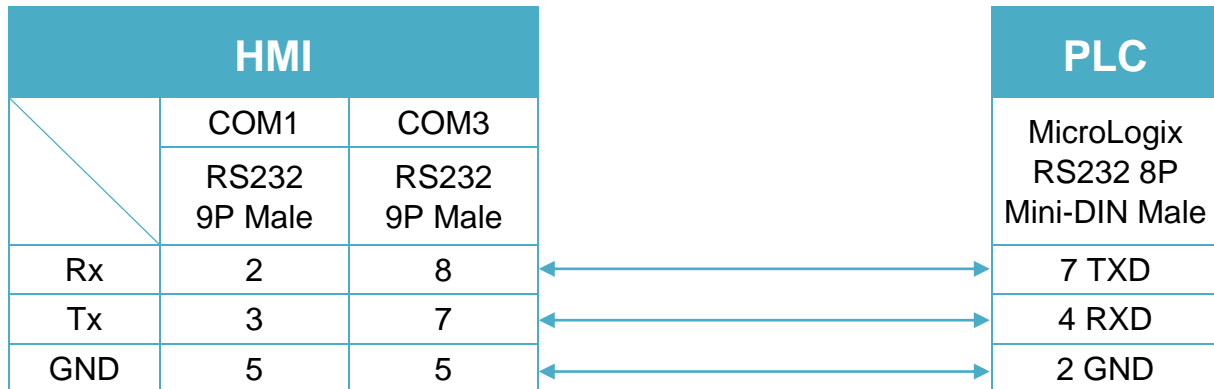 HMI
PLC
COM1 COM3
RS232 RS232
9P Male 9P Male
MicroLogix
RS232 8P
Mini-DIN Male
Rx 2 8 7 TXD
Tx 3 7 4 RXD
GND 5 5 2 GND